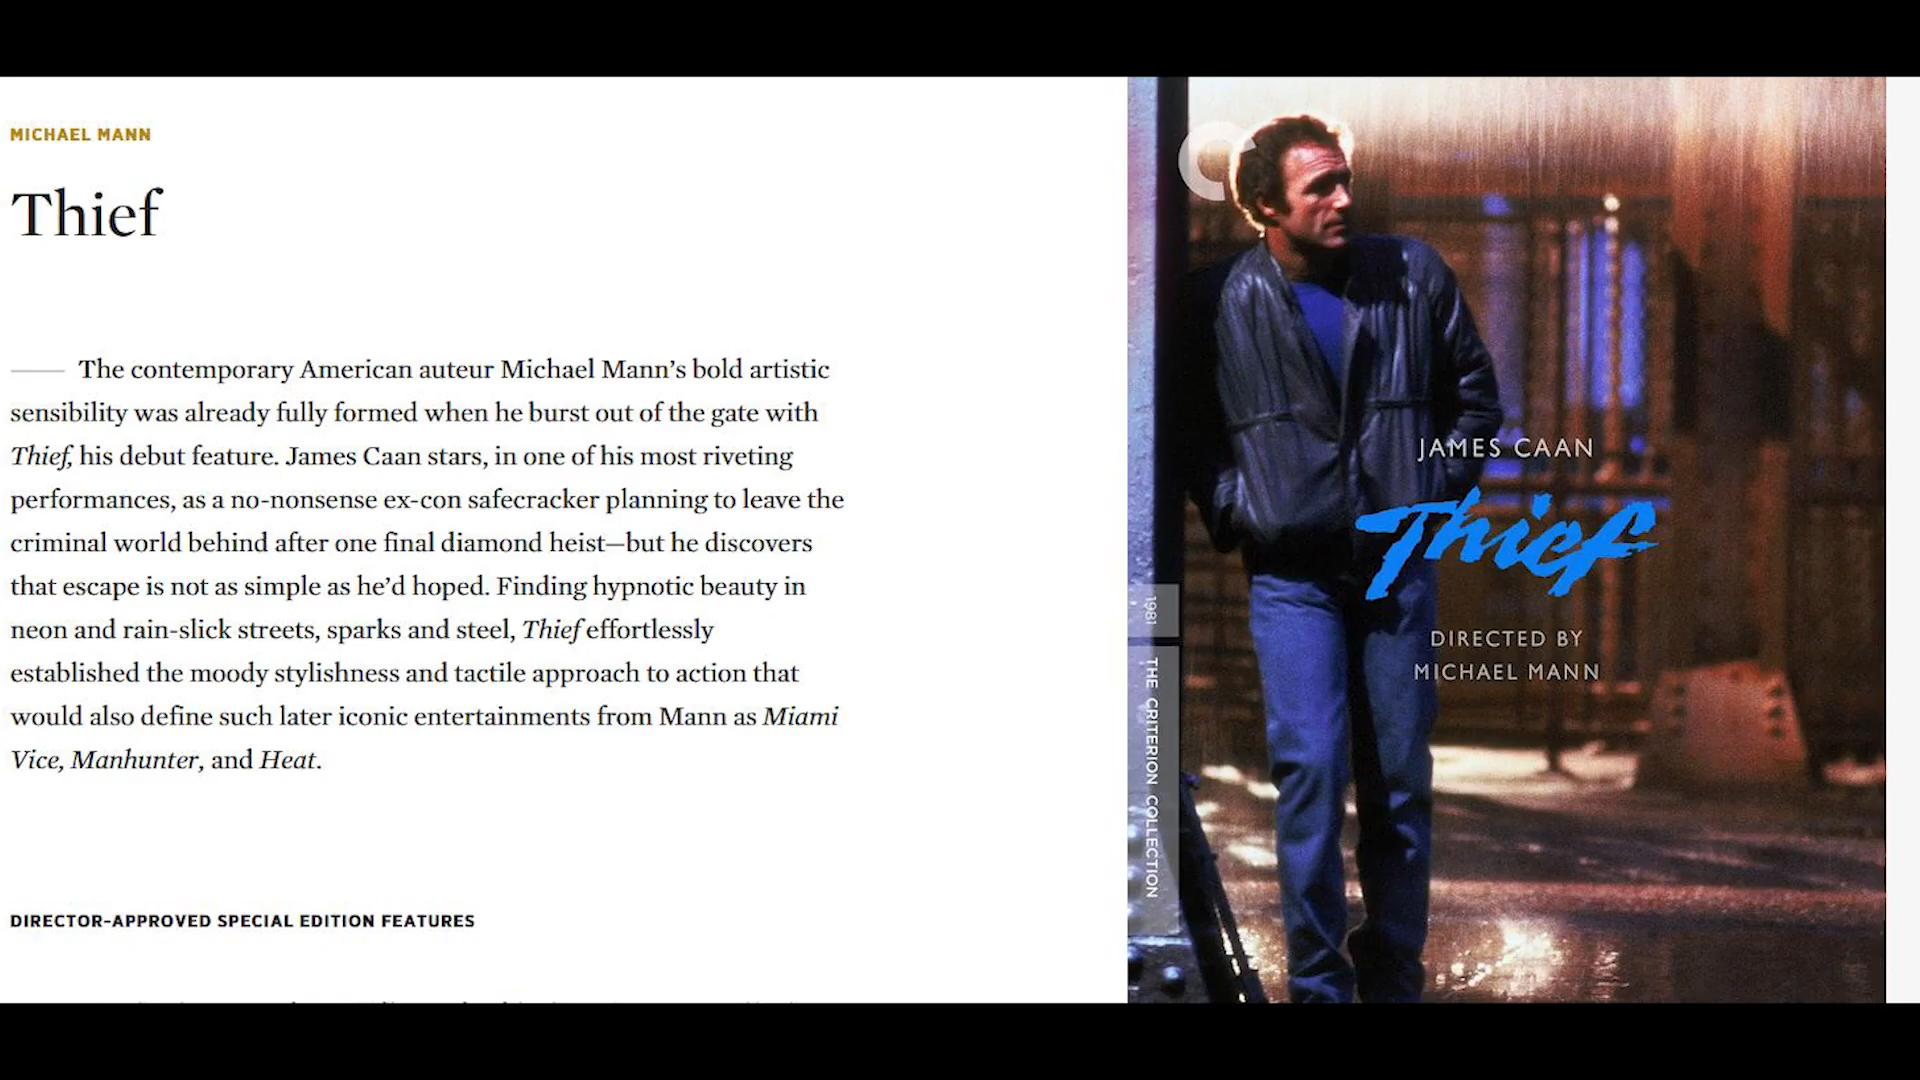 MICHAEL MANN
Thief
The contemporary American auteur Michael Mann’s bold artistic
sensibility was already fully formed when he burst out of the gate with
Thief, his debut feature. James Caan stars, in one of his most riveting
performances, as a no-nonsense ex-con safecracker planning to leave the
criminal world behind after one final diamond heist—but he discovers
that escape is not as simple as he’d hoped. Finding hypnotic beauty in
neon and rain-slick streets, sparks and steel, Thief effortlessly
established the moody stylishness and tactile approach to action that
would also define such later iconic entertainments from Mann as Miami
Vice, Manhunter, and Heat.
DIRECTOR-APPROVED SPECIAL EDITION FEATURES
JAMES CAAN
Thief
DIRECTED BY
MICHAEL MANN
1981
THE CRITERION COLLECTION